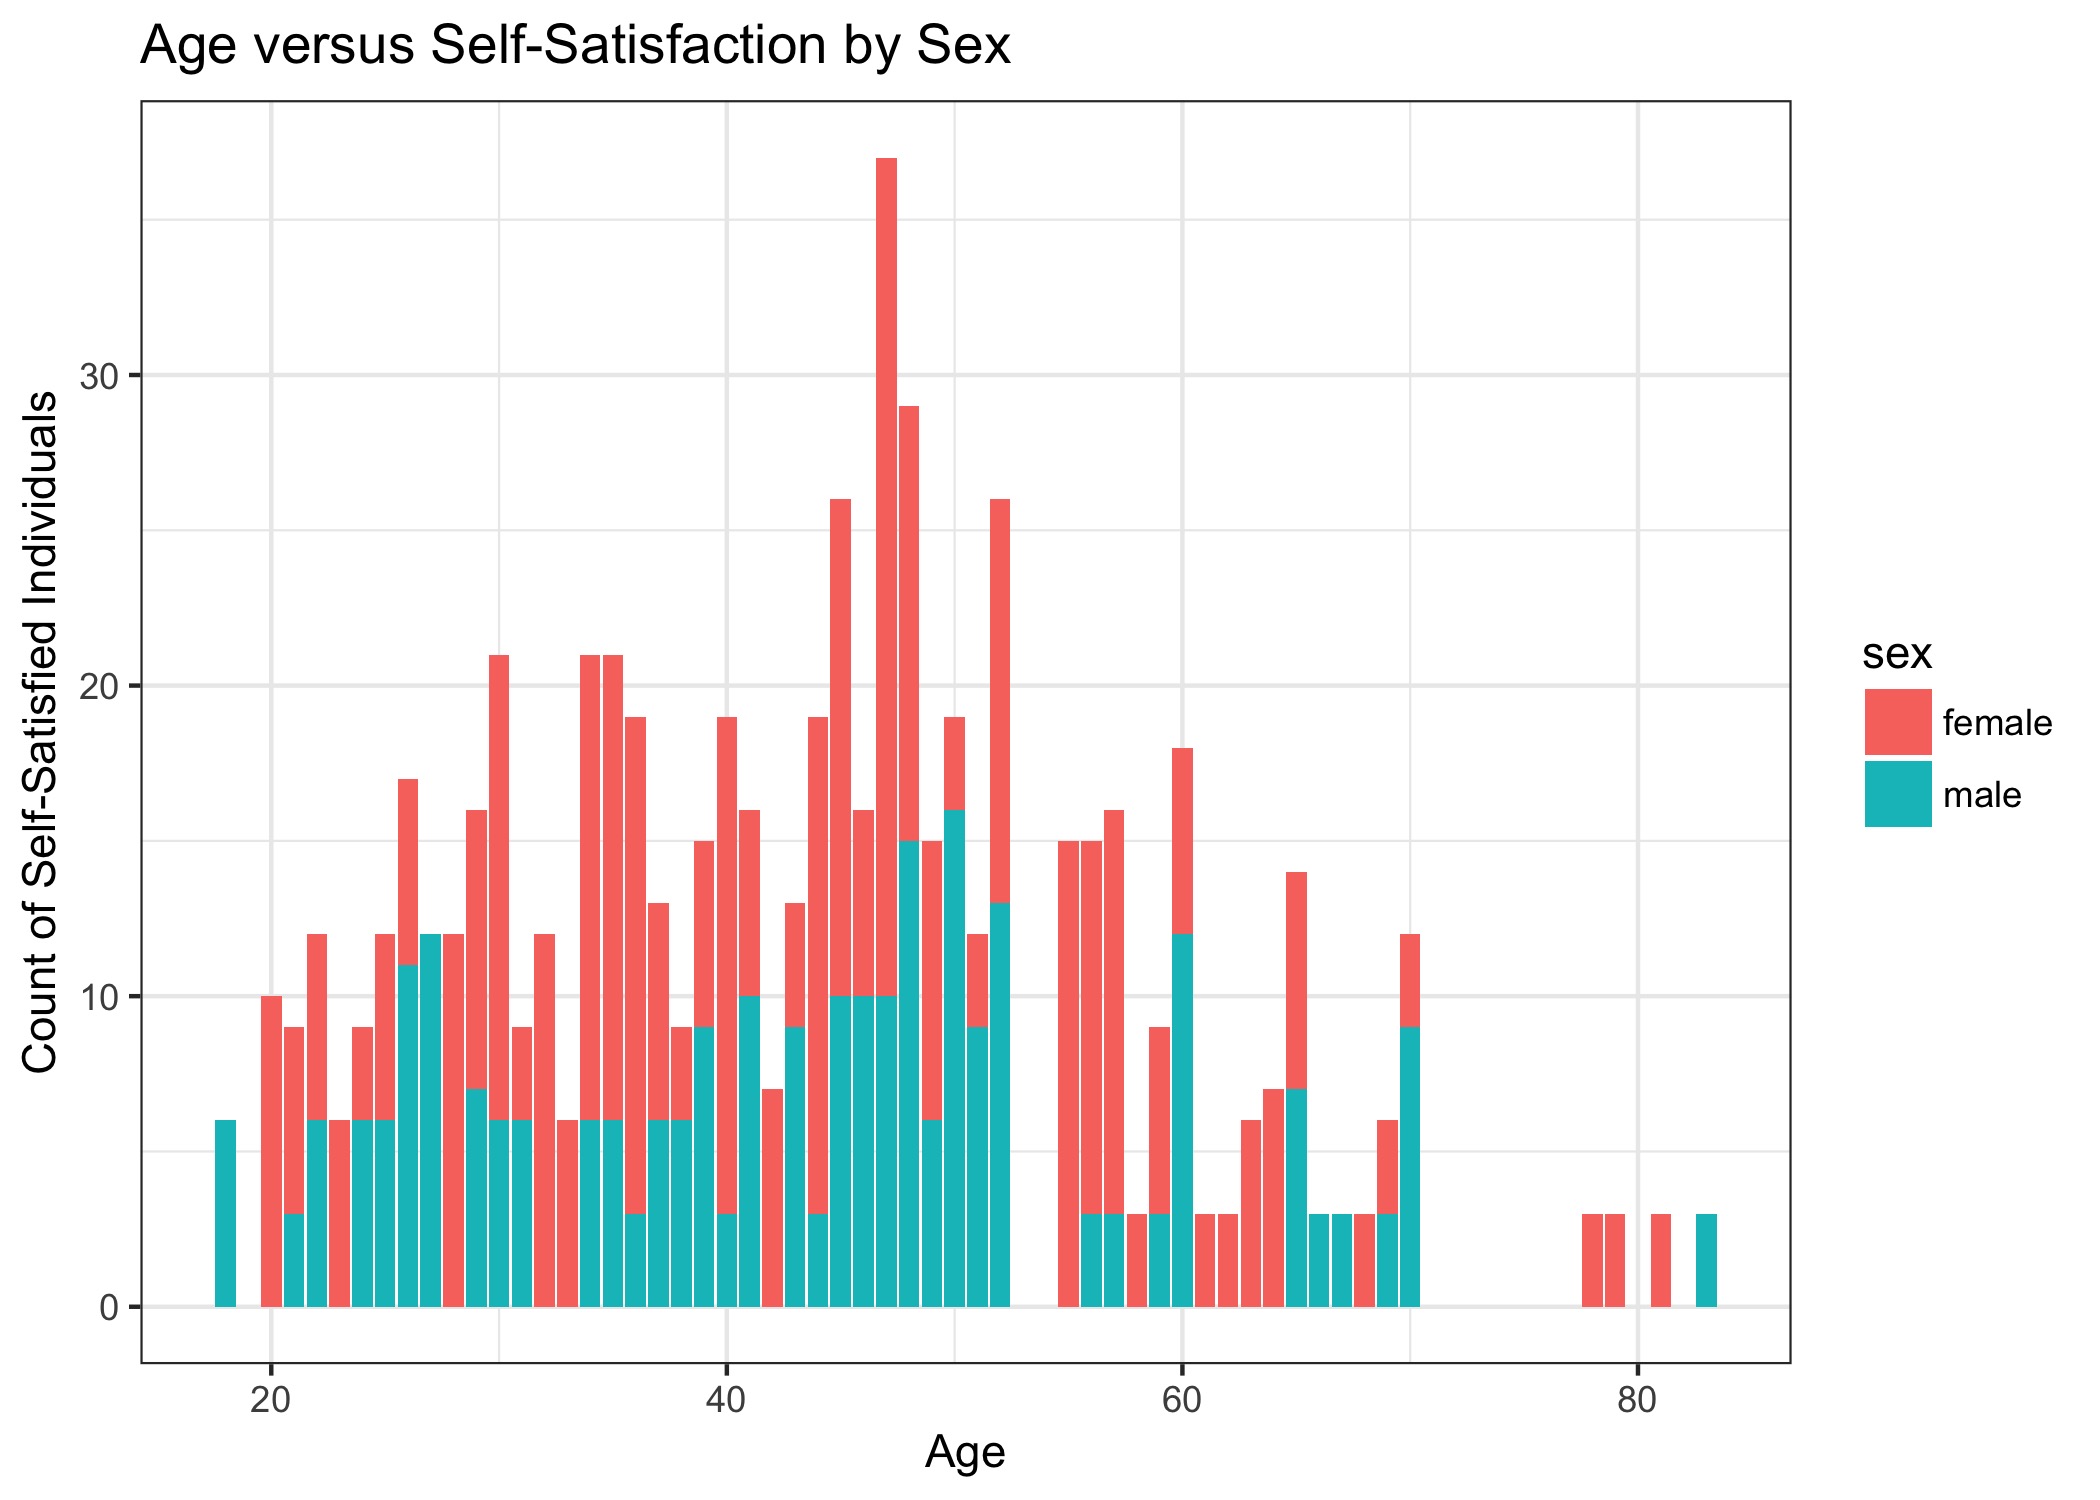 Age versus Self-Satisfaction by Sex
Count of Self-Satisfied Individuals
30
20
10
0
20 40 60 80
Age
sex
female
male